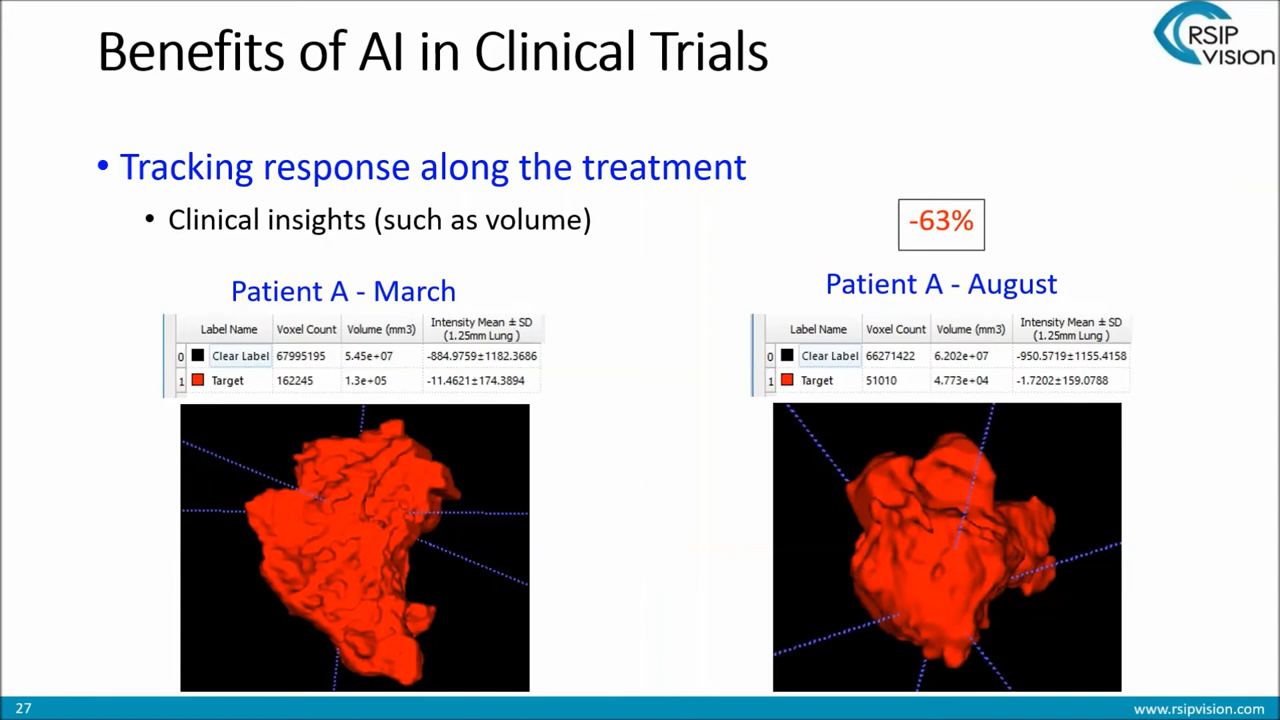 Benefits of AI in Clinical Trials
RSIP
vision
• Tracking response along the treatment
• Clinical insights (such as volume)
-63%
Patient A - March
Label Name Voxel Count Volume (mm3) Intensity Mean ± SD
(1.25mm Lung )
0 Clear Label 67995195 5.45e+07 -884.9759±1182.3686
1 Target 162245 1.3e+05 -11.4621±174.3894
Patient A - August
Label Name Voxel Count Volume (mm3) Intensity Mean ± SD
(1.25mm Lung )
0 Clear Label 66271422 6.202e+07 -950.5719±1155.4158
1 Target 51010 4.773e+04 -1.7202±159.0788
27
www.rsipvision.com